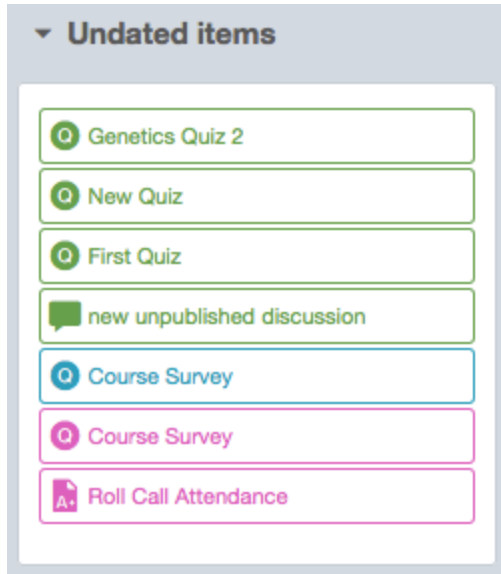 Undated items
Q Genetics Quiz 2
Q New Quiz
Q First Quiz
new unpublished discussion
Q Course Survey
Q Course Survey
A+ Roll Call Attendance